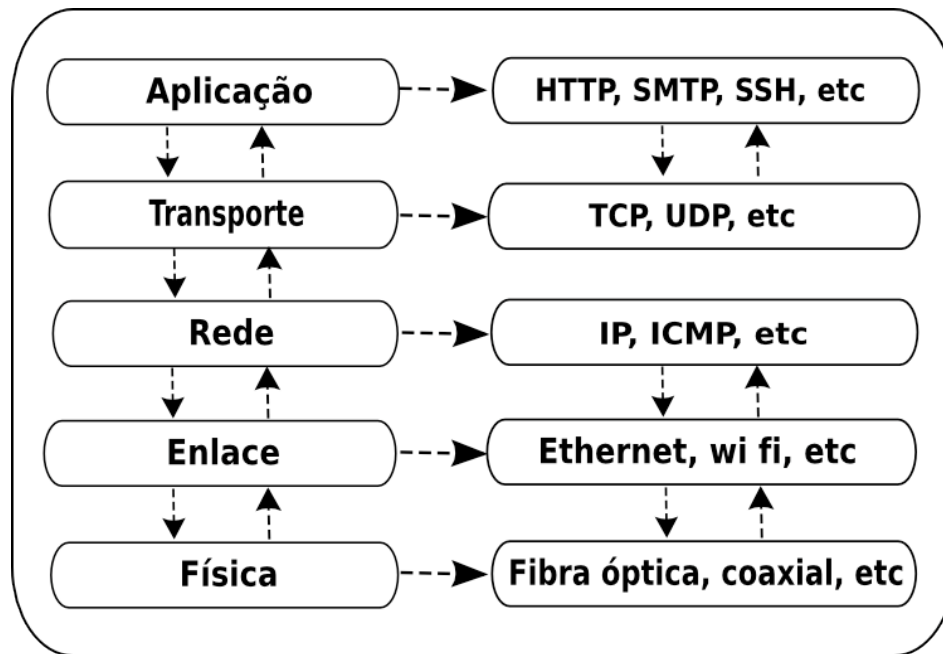 Aplicação
HTTP, SMTP, SSH, etc
Transporte
TCP, UDP, etc
Rede
IP, ICMP, etc
Enlace
Ethernet, wi fi, etc
Física
Fibra óptica, coaxial, etc